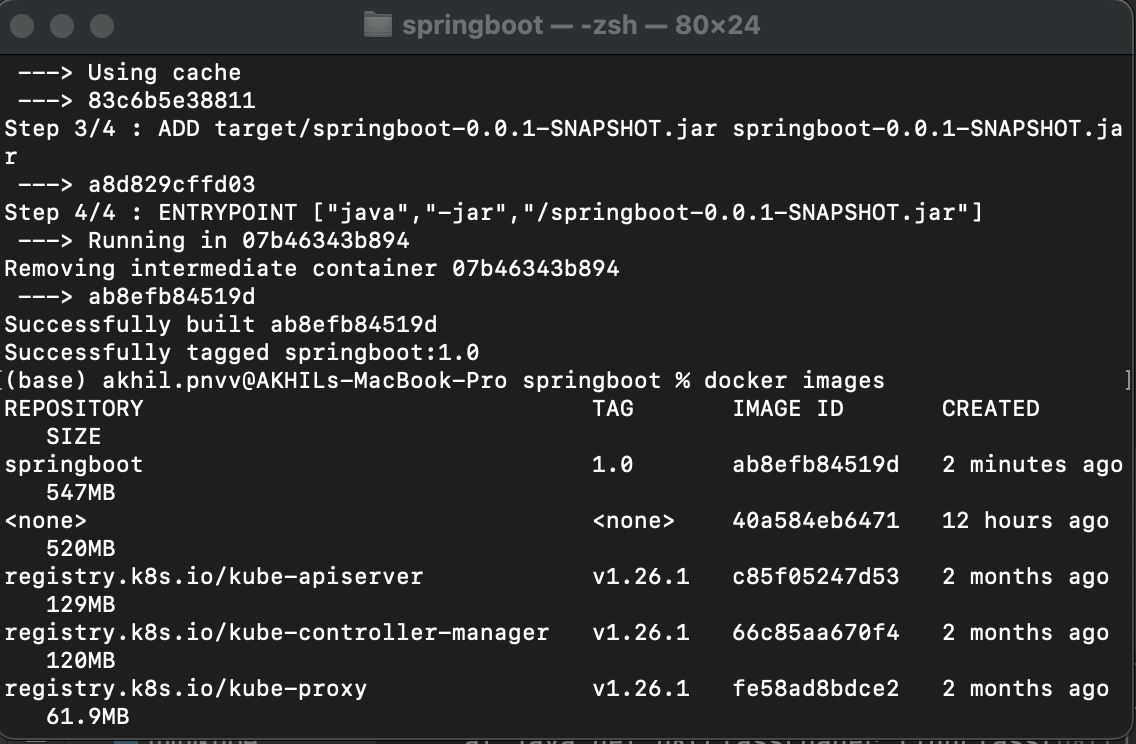 springboot — -zsh — 80×24
---> Using cache
---> 83c6b5e38811
Step 3/4 : ADD target/springboot-0.0.1-SNAPSHOT.jar springboot-0.0.1-SNAPSHOT.ja
r
---> a8d829cffd03
Step 4/4 : ENTRYPOINT ["java","-jar","/springboot-0.0.1-SNAPSHOT.jar"]
---> Running in 07b46343b894
Removing intermediate container 07b46343b894
---> ab8efb84519d
Successfully built ab8efb84519d
Successfully tagged springboot:1.0
[(base) akhil.pnvv@AKHILs-MacBook-Pro springboot % docker images ]
REPOSITORY TAG IMAGE ID CREATED
SIZE
springboot 1.0 ab8efb84519d 2 minutes ago
547MB
<none> <none> 40a584eb6471 12 hours ago
520MB
registry.k8s.io/kube-apiserver v1.26.1 c85f05247d53 2 months ago
129MB
registry.k8s.io/kube-controller-manager v1.26.1 66c85aa670f4 2 months ago
120MB
registry.k8s.io/kube-proxy v1.26.1 fe58ad8bdce2 2 months ago
61.9MB